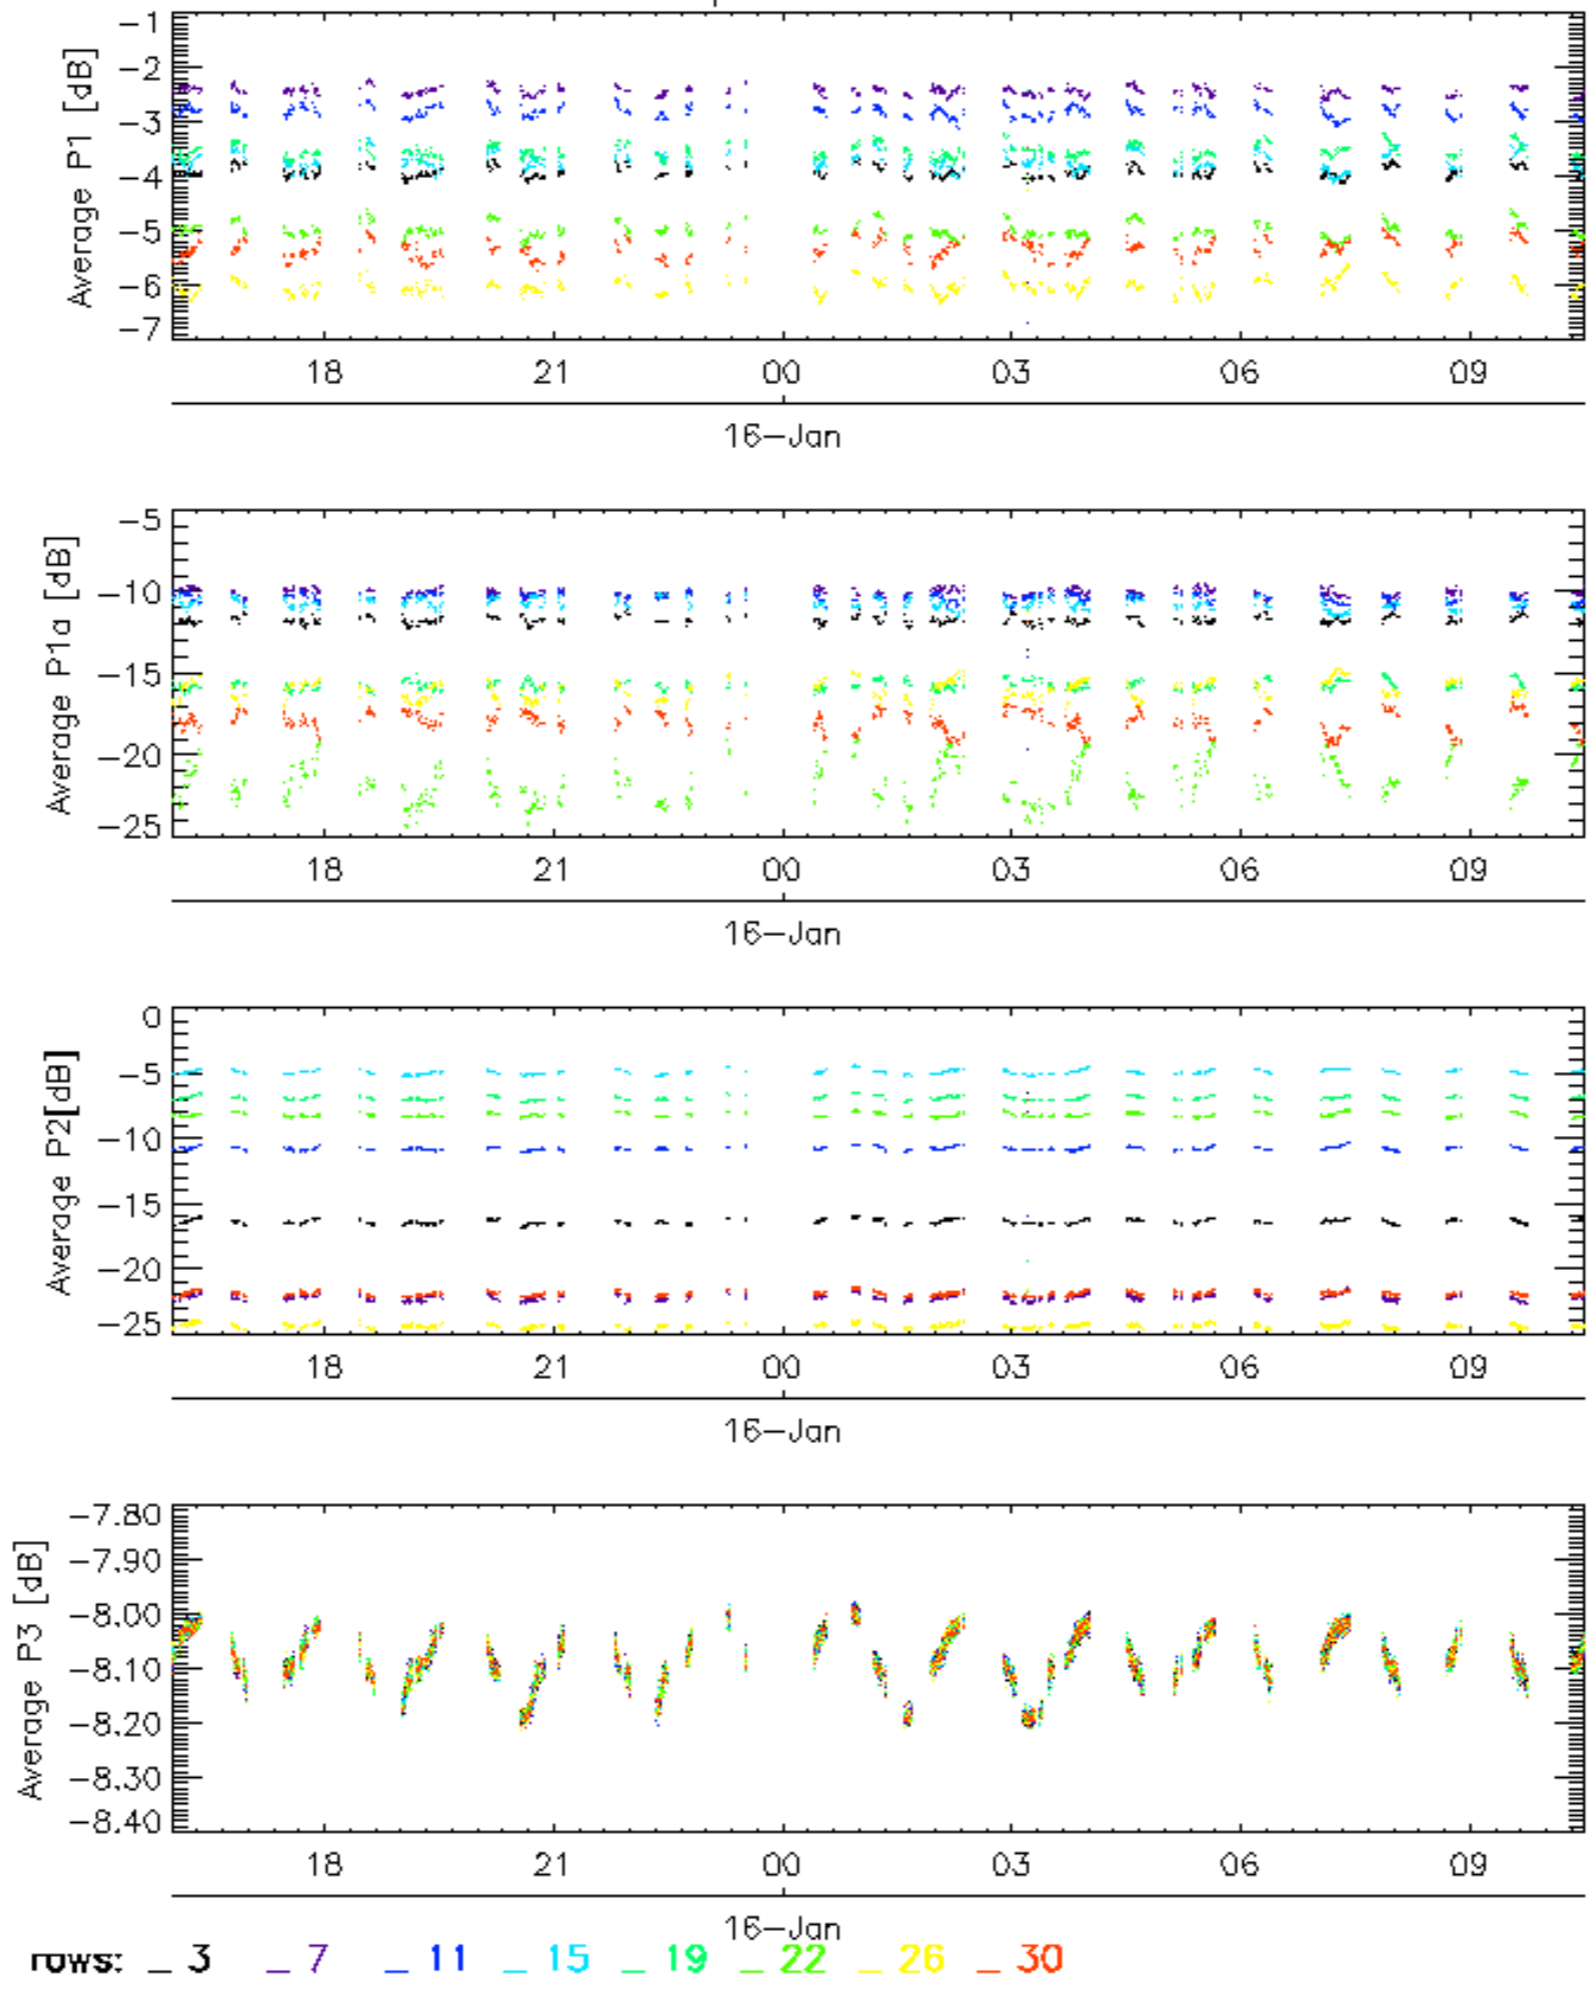 -1
-2
-3
-4
-5
-6
-7
Average P1 [dB]
18 21 00 03 06 09
16-Jan
-5
-10
-15
-20
-25
Average P1a [dB]
18 21 00 03 06 09
16-Jan
0
-5
-10
-15
-20
-25
Average P2[dB]
18 21 00 03 06 09
16-Jan
-7.80
-7.90
-8.00
-8.10
-8.20
-8.30
-8.40
Average P3 [dB]
18 21 00 03 06 09
16-Jan
rows: _ 3 _ 7 _ 11 _ 15 _ 19 _ 22 _ 26 _ 30